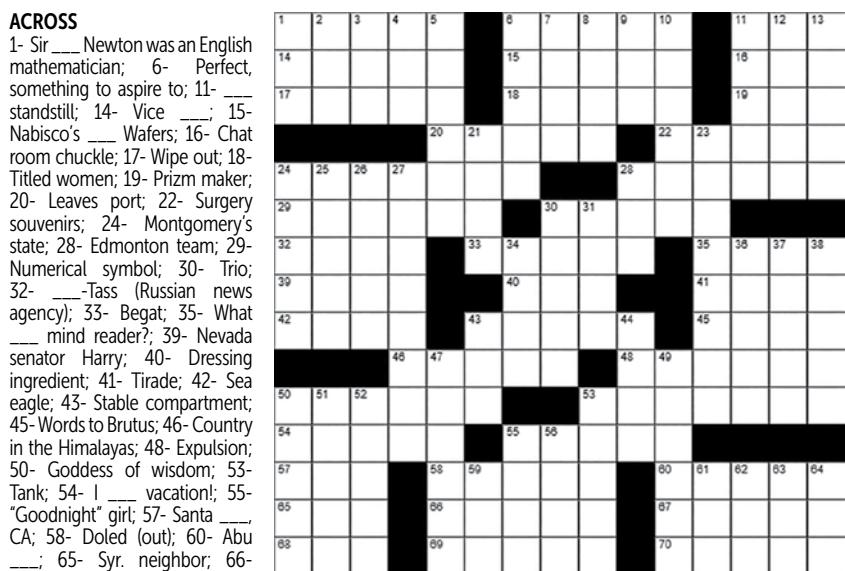 ACROSS
1- Sir ___ Newton was an English
mathematician; 6- Perfect,
something to aspire to; 11- ___
standstill; 14- Vice ___; 15-
Nabisco's ___ Wafers; 16- Chat
room chuckle; 17- Wipe out; 18-
Titled women; 19- Prizm maker;
20- Leaves port; 22- Surgery
souvenirs; 24- Montgomery's
state; 28- Edmonton team; 29-
Numerical symbol; 30- Trio;
32- ___-Tass (Russian news
agency); 33- Begat; 35- What
___ mind reader?; 39- Nevada
senator Harry; 40- Dressing
ingredient; 41- Tirade; 42- Sea
eagle; 43- Stable compartment;
45- Words to Brutus; 46- Country
in the Himalayas; 48- Expulsion;
50- Goddess of wisdom; 53-
Tank; 54- I ___ vacation!; 55-
"Goodnight" girl; 57- Santa ___,
CA; 58- Doled (out); 60- Abu
___; 65- Syr. neighbor; 66-
1 2 3 4 5 6 7 8 9 10 11 12 13
14 15 16
17 18 19
20 21 22 23
24 25 26 27 28
29 30 31
32 33 34 35 36 37 38
39 40 41
42 43 44 45
46 47 48 49
50 51 52 53
54 55 56
57 58 59 60 61 62 63 64
65 66 67
68 69 70